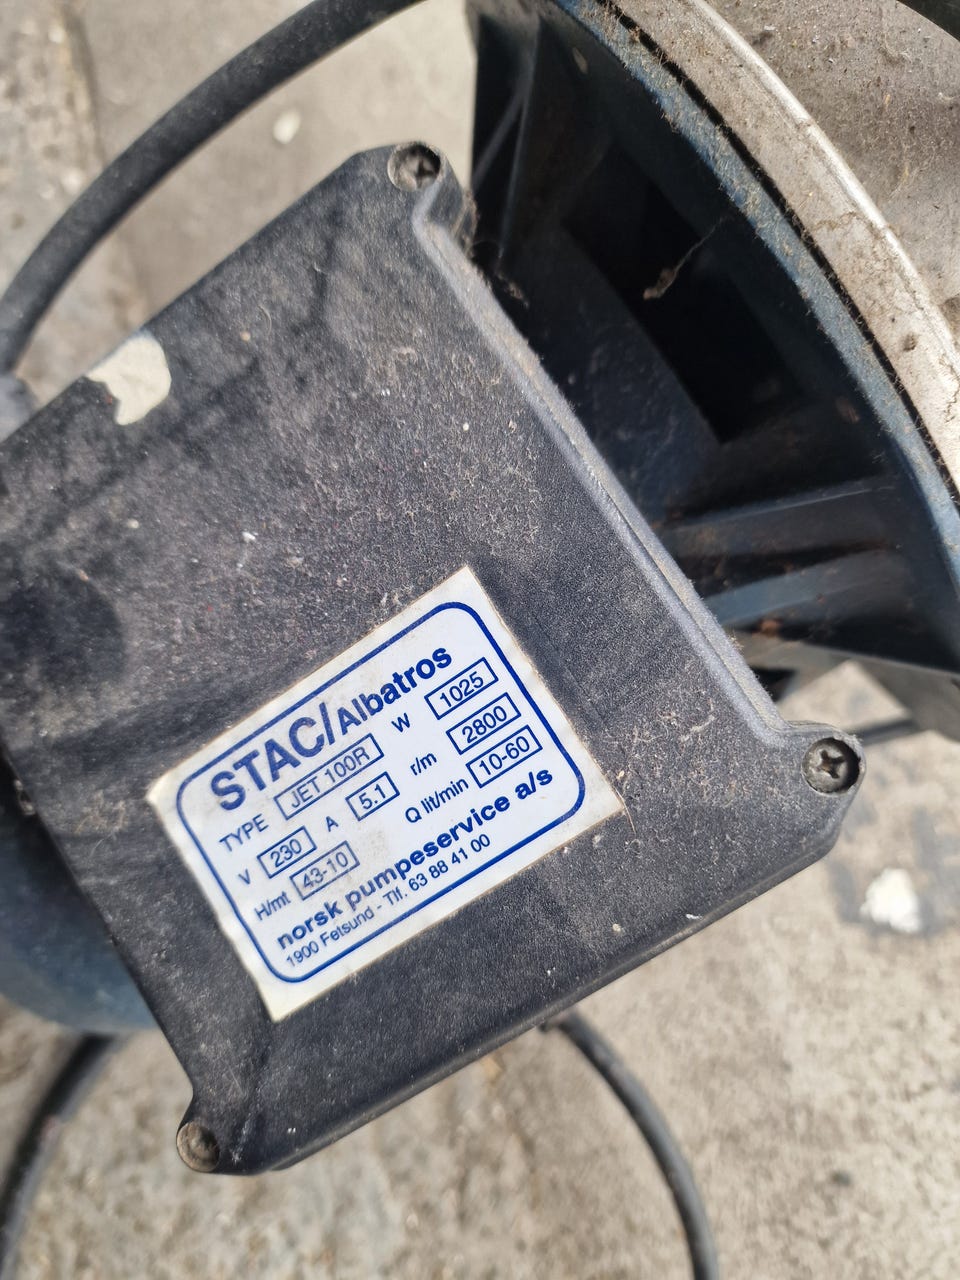 STAC/Albatros
TYPE JET 100R W 1025
V 230 A 5.1 r/m 2800
H/mt 43-10 Q lit/min 10-60
norsk pumpeservice a/s
1900 Fetsund - Tlf. 63 88 41 00